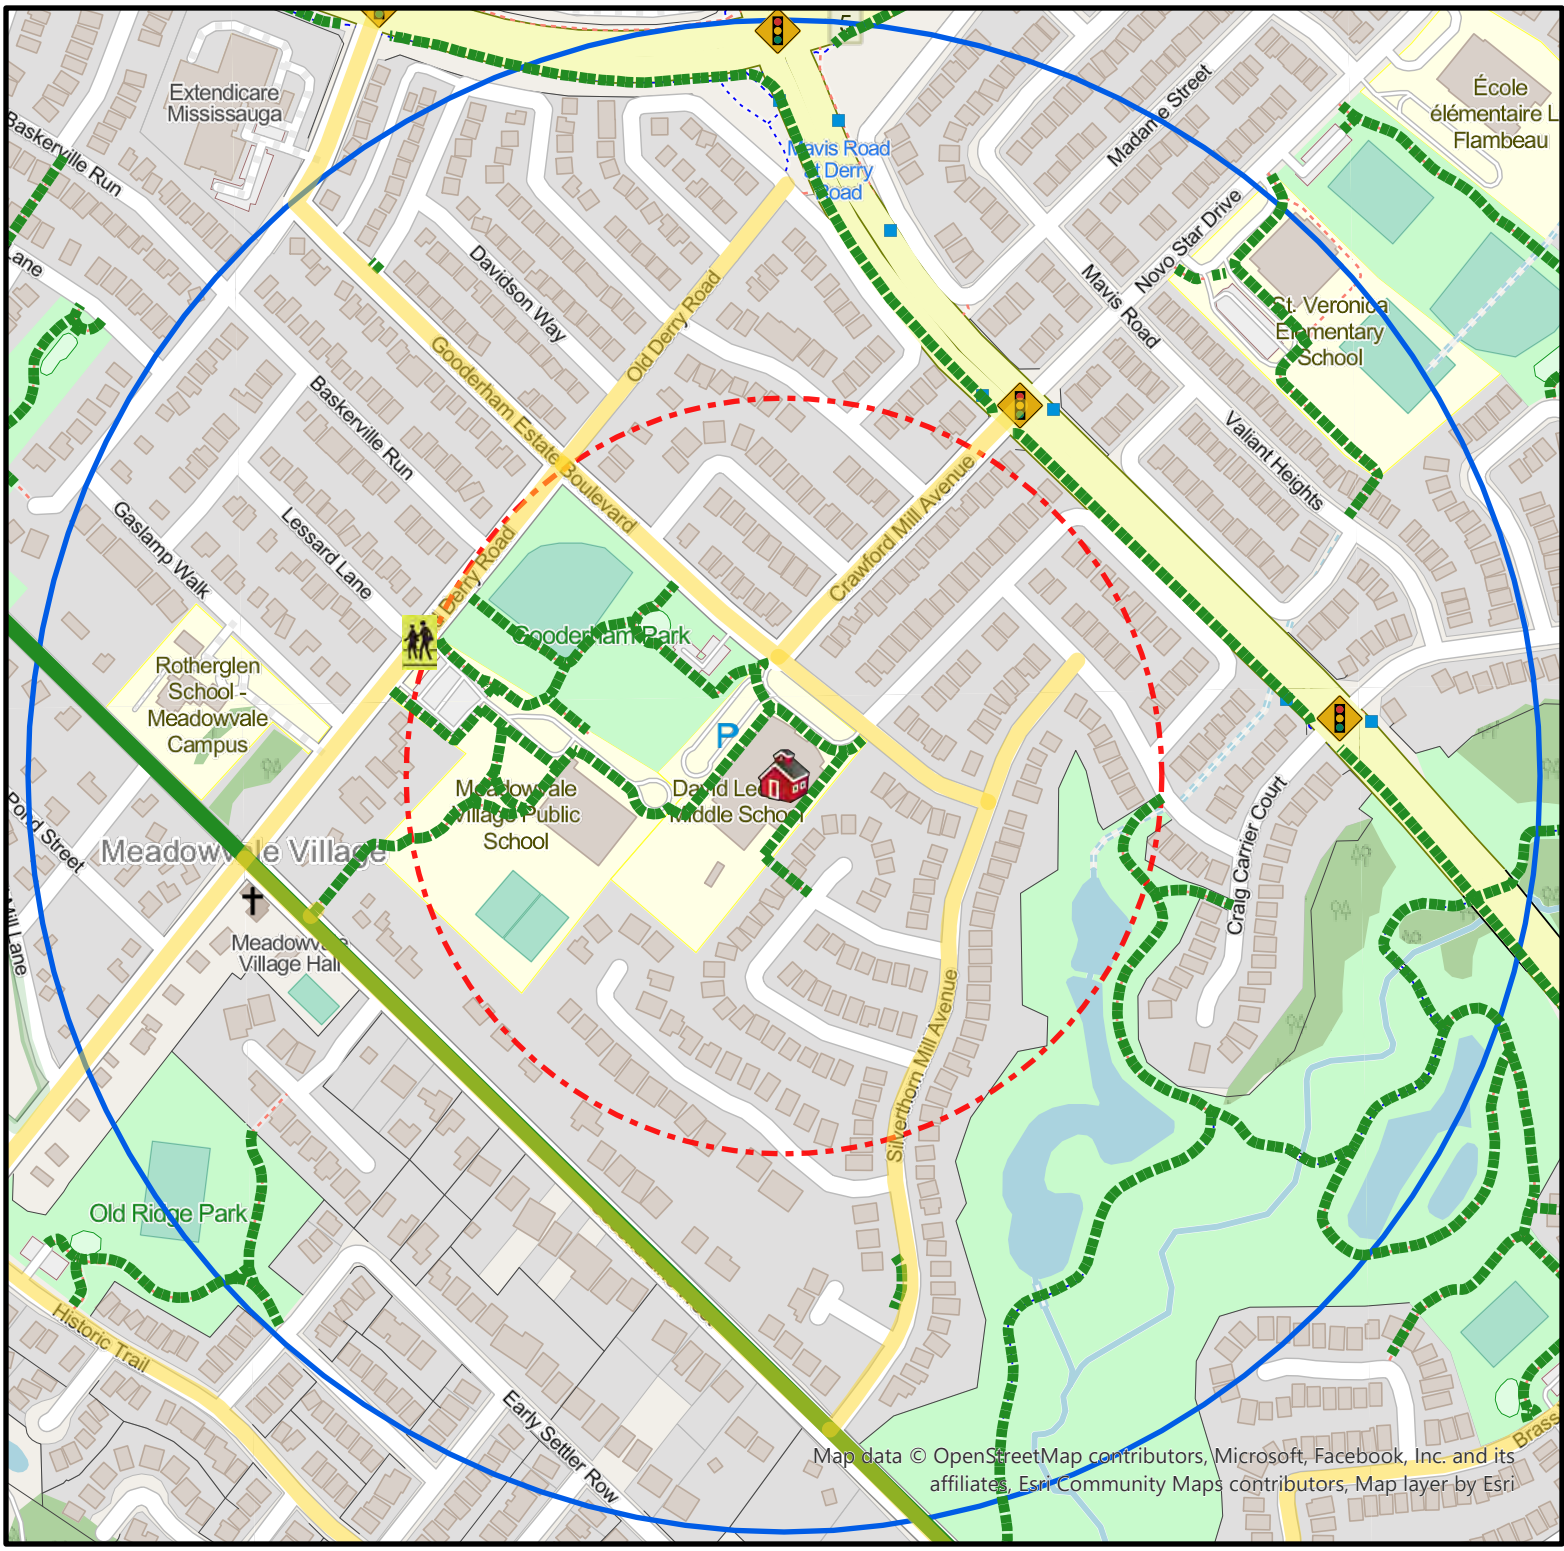 Extendicare
Mississauga
Baskerville Run
Lane
École
élémentaire L
Flambeau
Madame Street
Mavis Road
at Derry
Road
Novo Star Drive
Mavis Road
St. Veronica
Elementary
School
Davidson Way
Old Derry Road
Gooderham Estate Boulevard
Baskerville Run
Valiant Heights
Crawford Mill Avenue
Gaslamp Walk
Lessard Lane
Derry Road
Gooderham Park
Rotherglen
School -
Meadowvale
Campus
P
Meadowvale
Village Public
School
David Lee
Middle School
Pond Street
Meadowvale Village
Craig Carrier Court
Mill Lane
Meadowvale
Village Hall
Silverthorn Mill Avenue
Old Ridge Park
Historic Trail
Early Settler Row
Brass
Map data © OpenStreetMap contributors, Microsoft, Facebook, Inc. and its
affiliates, Esri Community Maps contributors, Map layer by Esri